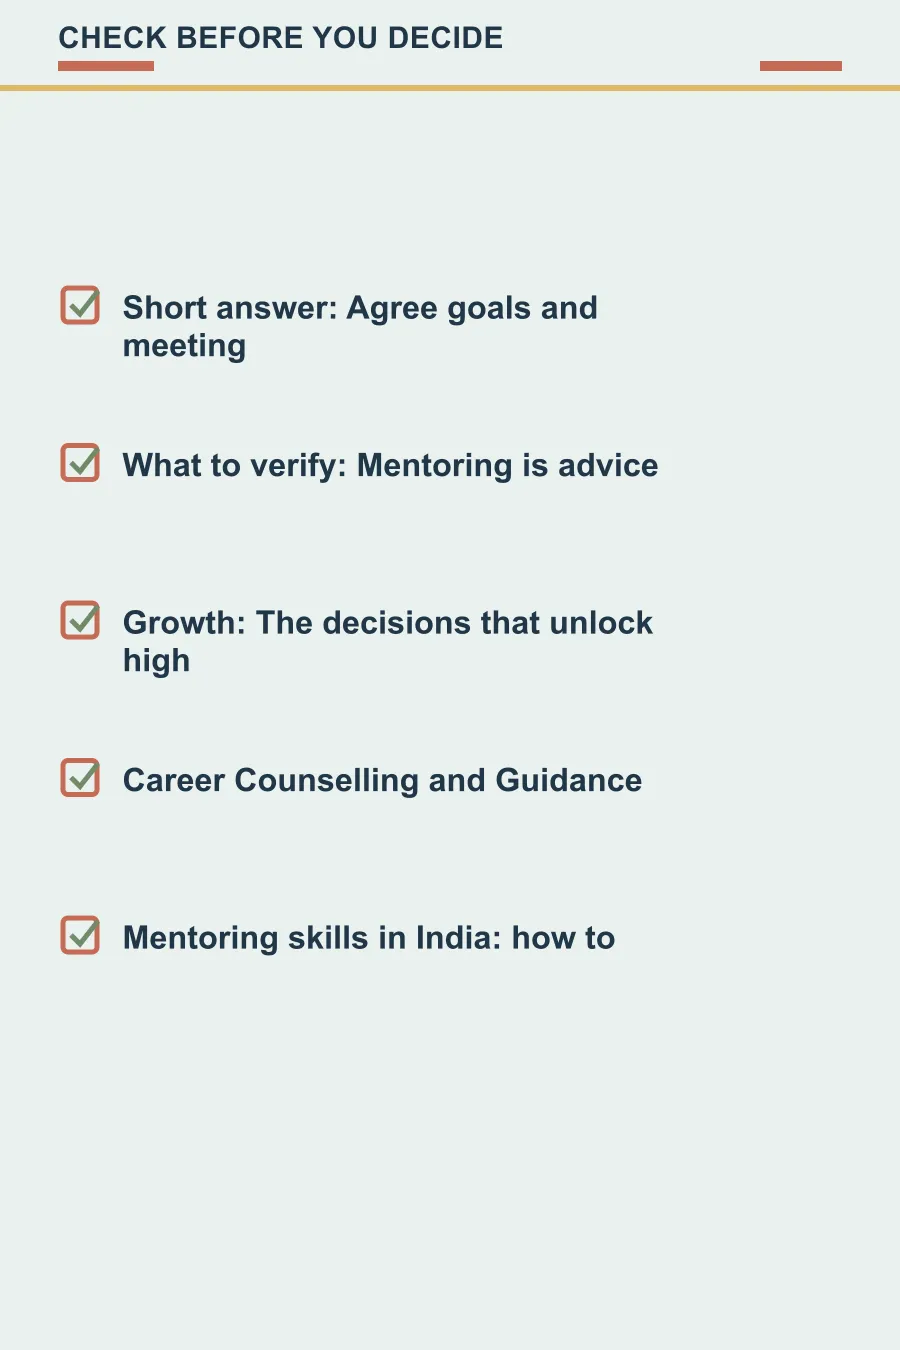 CHECK BEFORE YOU DECIDE
Short answer: Agree goals and
meeting
What to verify: Mentoring is advice
Growth: The decisions that unlock
high
Career Counselling and Guidance
Mentoring skills in India: how to